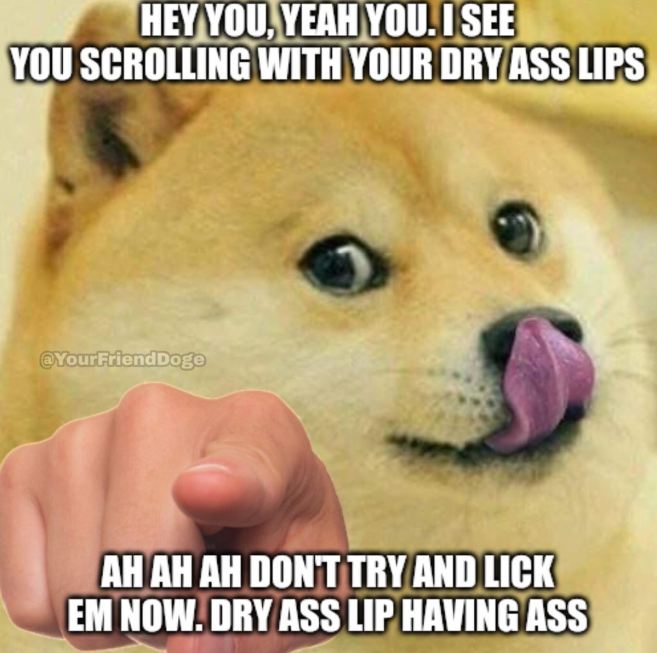 HEY YOU, YEAH YOU. I SEE
YOU SCROLLING WITH YOUR DRY ASS LIPS
@YourFriendDoge
AH AH AH DON'T TRY AND LICK
EM NOW. DRY ASS LIP HAVING ASS